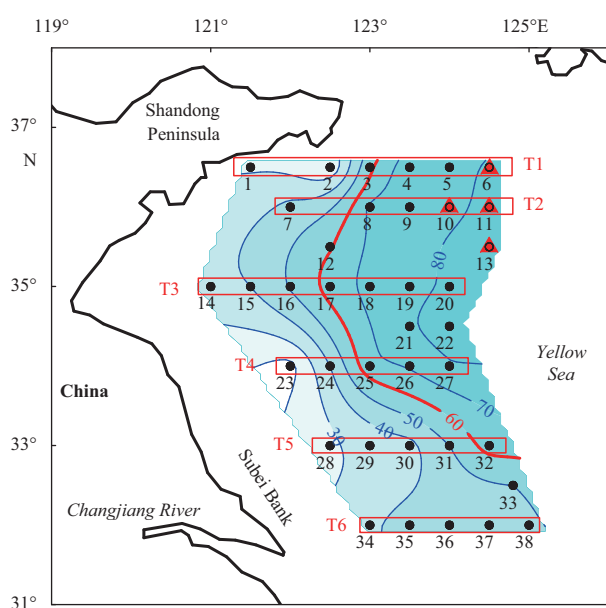 119° 121° 123° 125°E
37°
N
35°
33°
31°
Shandong
Peninsula
T1
1 2 3 4 5 6
T2
7 8 9 10 11
12 13
80
T3
14 15 16 17 18 19 20
21 22
Yellow
Sea
T4
23 24 25 26 27
China
70
60
50
40
30
T5
28 29 30 31 32
Subei Bank
33
Changjiang River
T6
34 35 36 37 38